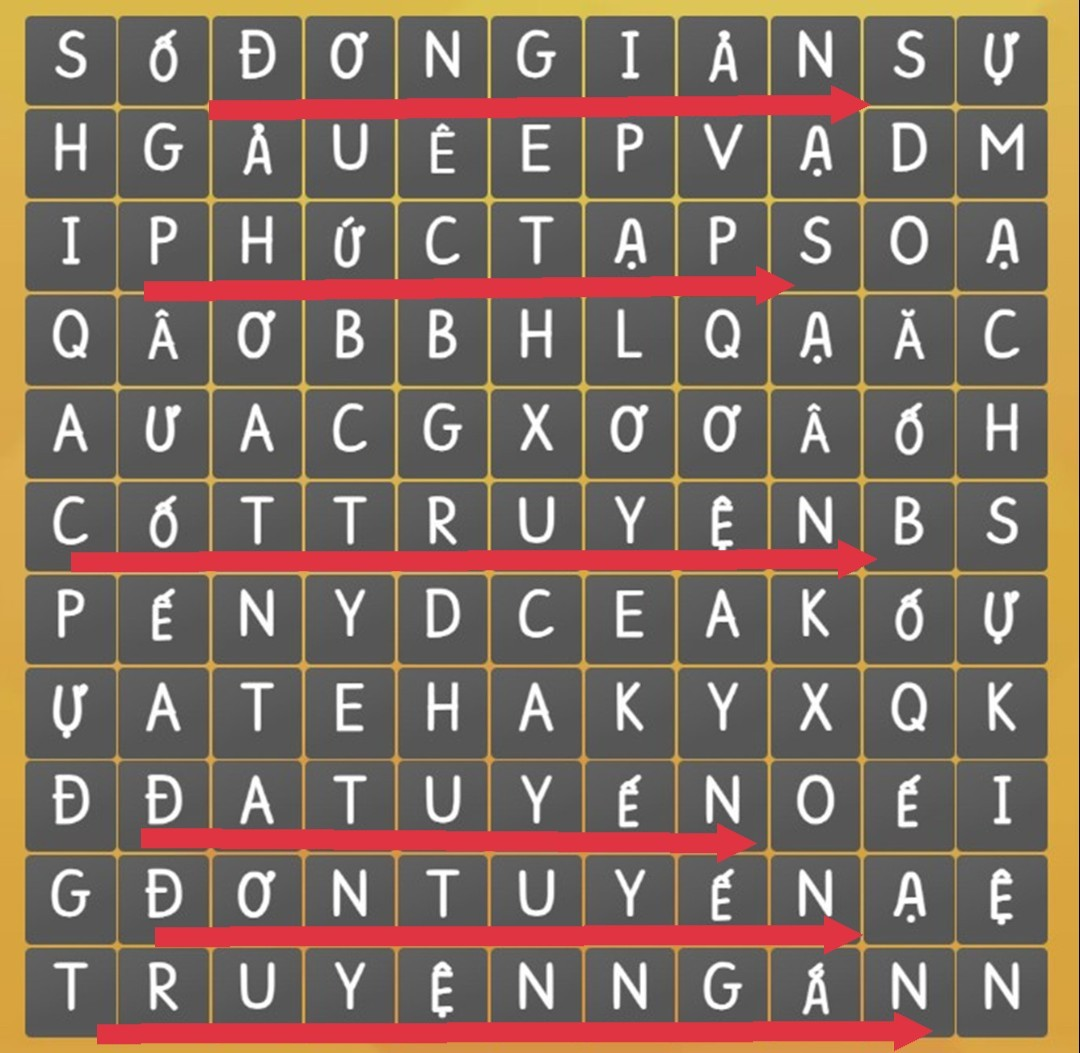 S Ố Đ Ơ N G I Ả N S Ự
H G Ả U Ê E P V Ạ D M
I P H Ứ C T Ạ P S O Ạ
Q Â Ơ B B H L Q Ạ Ă C
A Ư A C G X Ơ Ơ Â Ố H
C Ố T T R U Y Ệ N B S
P Ế N Y D C E A K Ố Ự
Ự A T E H A K Y X Q K
Đ Đ A T U Y Ế N O Ế I
G Đ Ơ N T U Y Ế N Ạ Ệ
T R U Y Ệ N N G Ắ N N